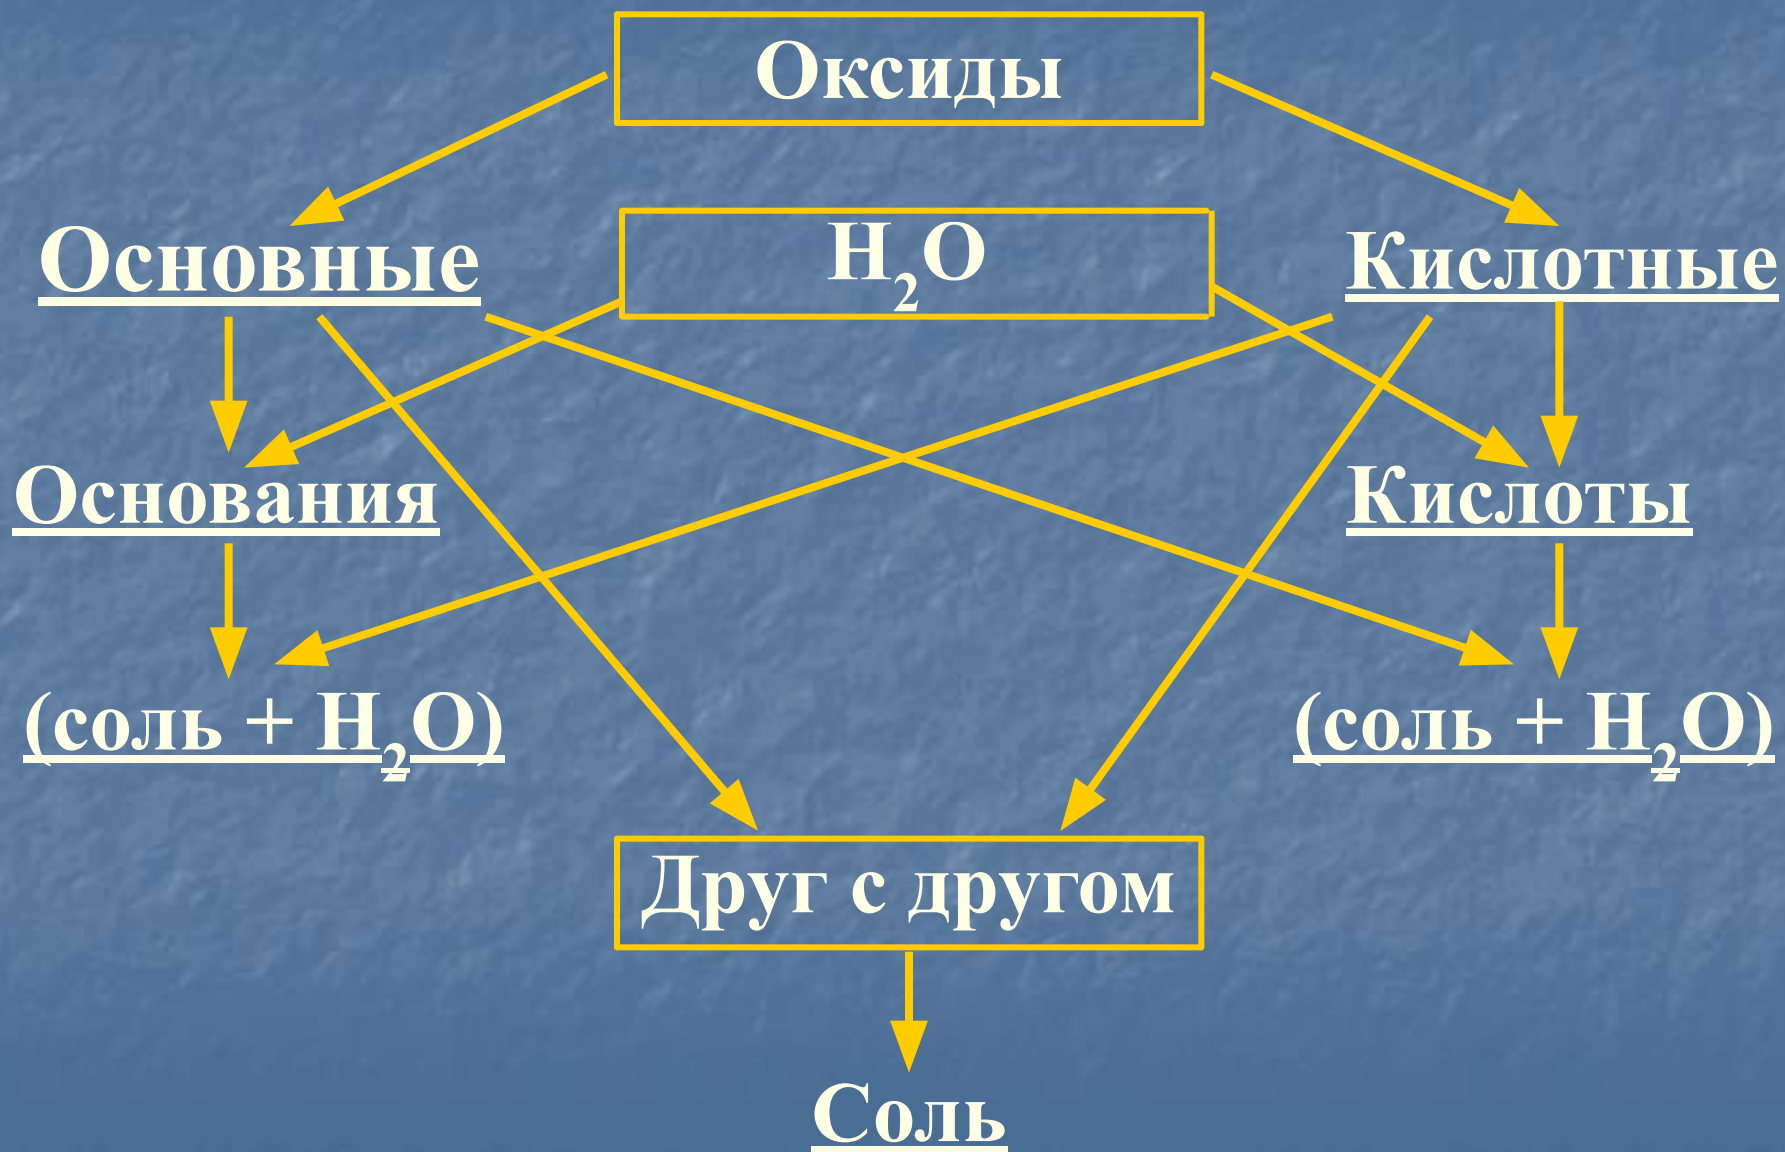 Оксиды
Основные
H₂O
Кислотные
Основания
Кислоты
(соль + H₂O)
(соль + H₂O)
Друг с другом
Соль